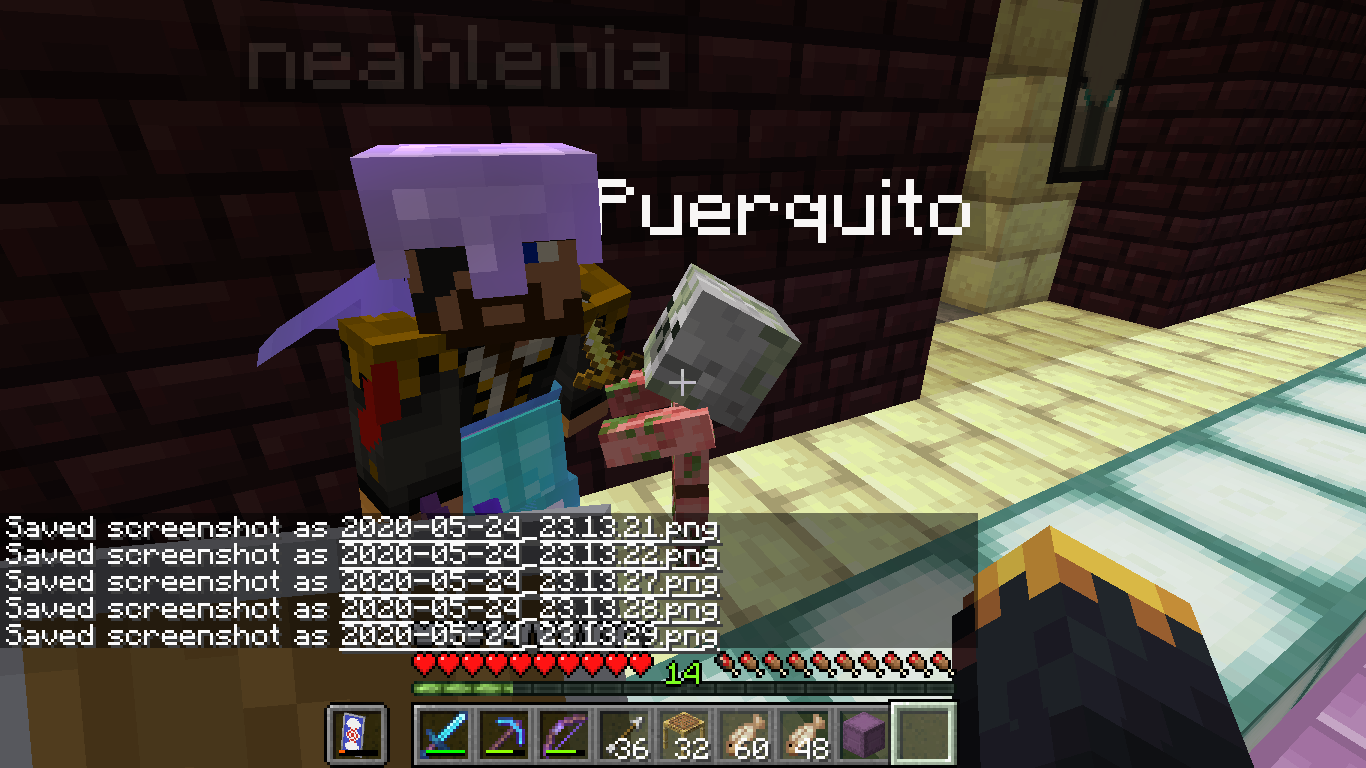 neahlenia
Puerquito
Saved screenshot as 2020-05-24_23.13.21.png
Saved screenshot as 2020-05-24_23.13.22.png
Saved screenshot as 2020-05-24_23.13.27.png
Saved screenshot as 2020-05-24_23.13.28.png
Saved screenshot as 2020-05-24_23.13.39.png
14
36 32 60 48